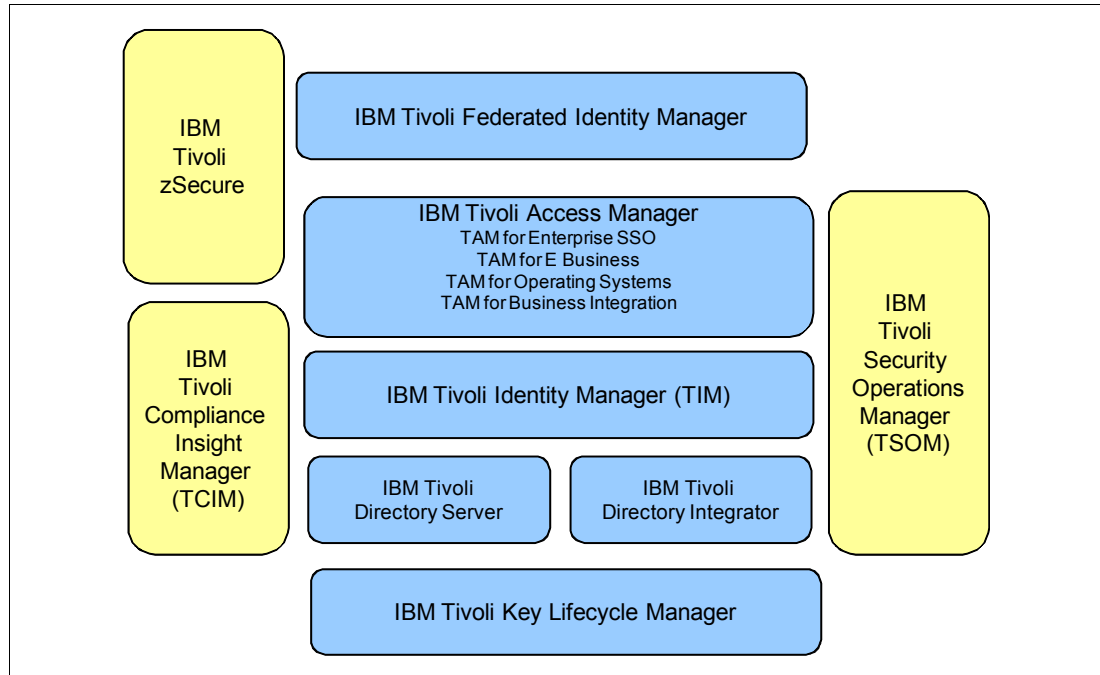 IBM
Tivoli
zSecure
IBM Tivoli Federated Identity Manager
IBM Tivoli Access Manager
TAM for Enterprise SSO
TAM for E Business
TAM for Operating Systems
TAM for Business Integration
IBM
Tivoli
Compliance
Insight
Manager
(TCIM)
IBM Tivoli Identity Manager (TIM)
IBM Tivoli
Directory Server
IBM Tivoli
Directory Integrator
IBM
Tivoli
Security
Operations
Manager
(TSOM)
IBM Tivoli Key Lifecycle Manager